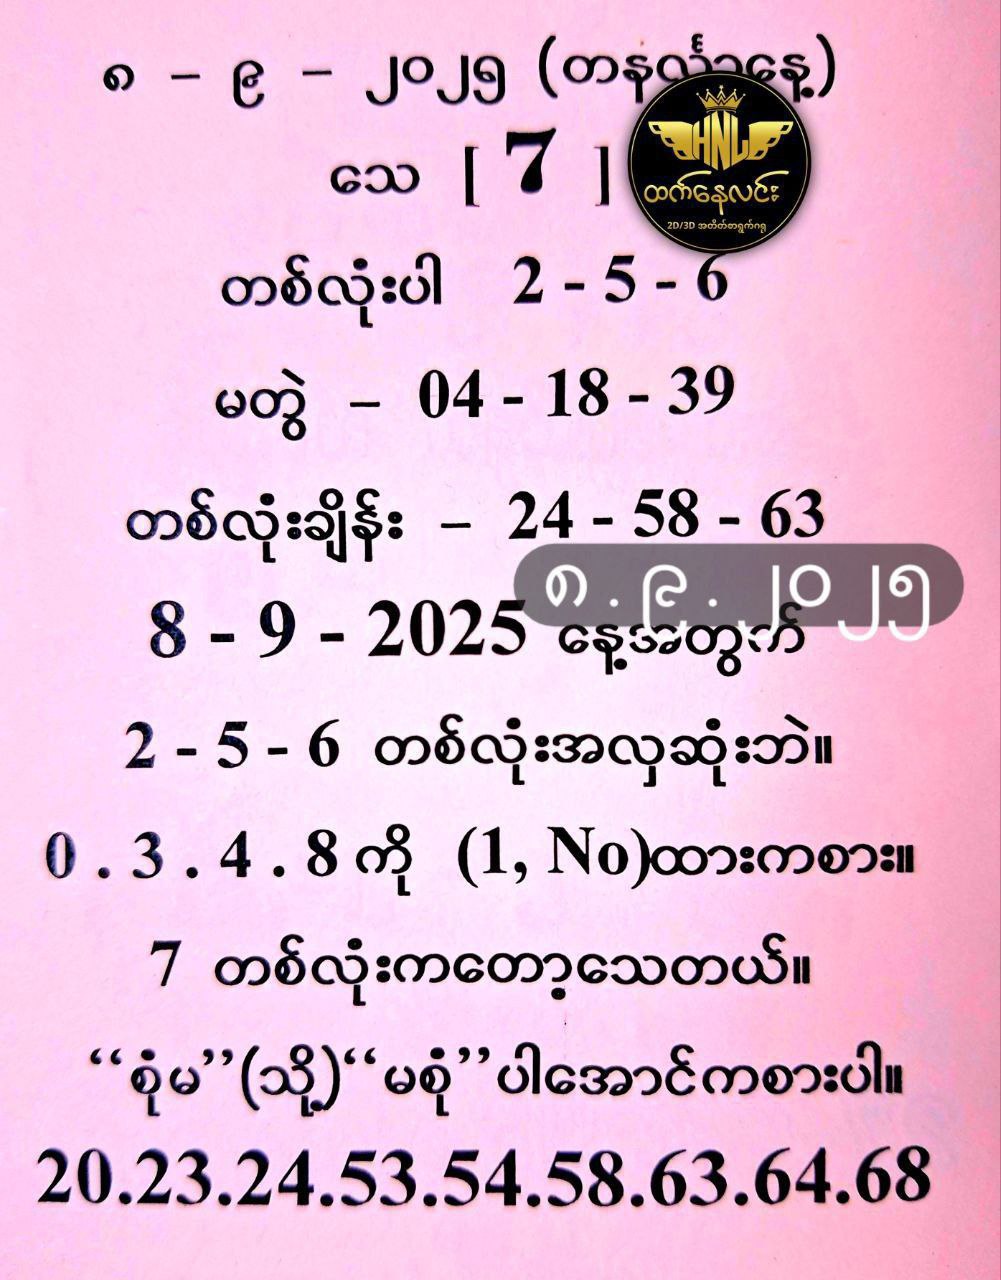 ၈ – ၉ – ၂၀၂၅ (တနင်္လာနေ့)
HNL
ထက်နေလင်း
2D/3D အတိတ်စာရွက်ဂရု
သေ [ 7 ]
တစ်လုံးပါ 2 - 5 - 6
မတွဲ – 04 - 18 - 39
တစ်လုံးချိန်း – 24 - 58 - 63
၈ . ၉ . ၂၀၂၅
8 - 9 - 2025 နေ့အတွက်
2 - 5 - 6 တစ်လုံးအလှဆုံးဘဲ။
0 . 3 . 4 . 8 ကို (1, No)ထားကစား။
7 တစ်လုံးကတော့သေတယ်။
“စုံမ”(သို့)“မစုံ”ပါအောင်ကစားပါ။
20.23.24.53.54.58.63.64.68